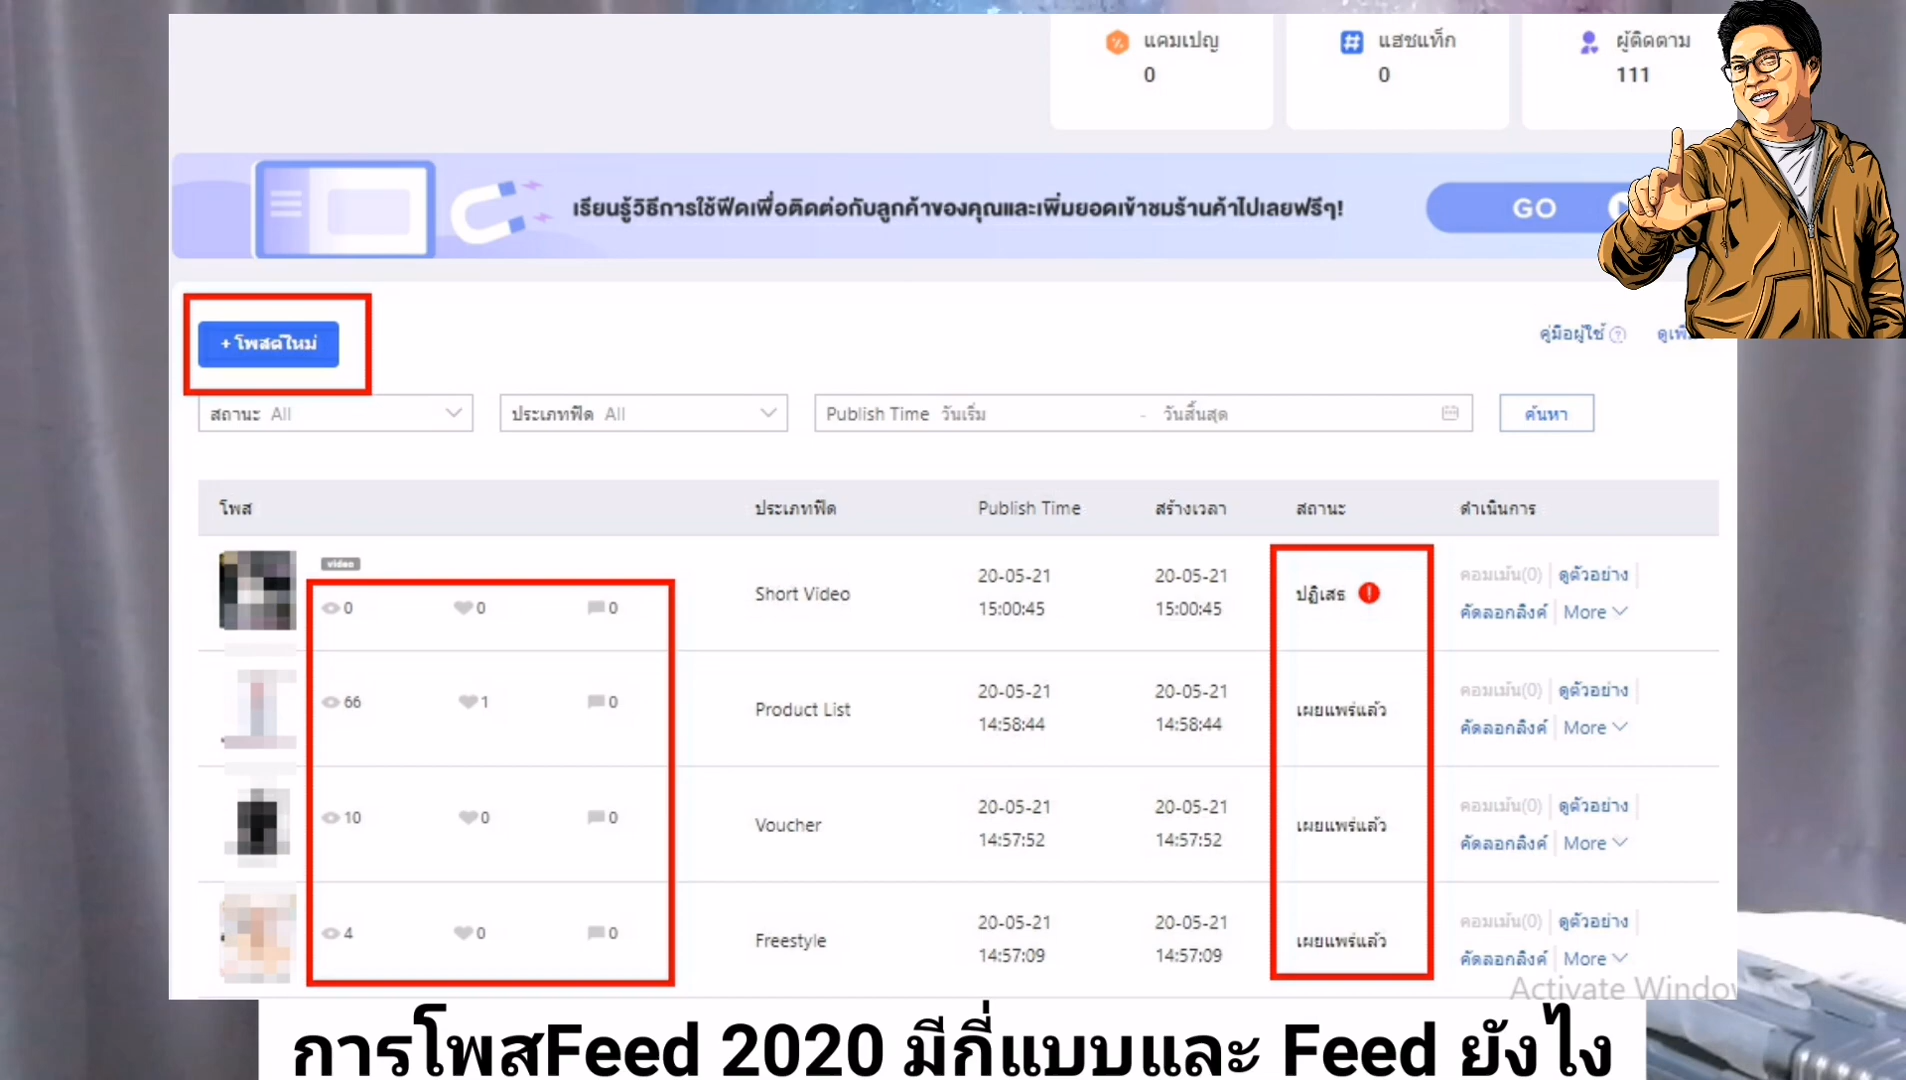 แคมเปญ
0
แฮชแท็ก
0
ผู้ติดตาม
111
เรียนรู้วิธีการใช้ฟีดเพื่อติดต่อกับลูกค้าของคุณและเพิ่มยอดเข้าชมร้านค้าไปเลยฟรีๆ!
GO
+ โพสต์ใหม่
คู่มือผู้ใช้
สถานะ All
ประเภทฟีด All
Publish Time วันเริ่ม - วันสิ้นสุด
ค้นหา
โพส ประเภทฟีด Publish Time สร้างเวลา สถานะ ดำเนินการ
video
0 0 0
Short Video
20-05-21
15:00:45
20-05-21
15:00:45
ปฏิเสธ
คอมเม้น(0) ดูตัวอย่าง
คัดลอกลิงค์ More
66 1 0
Product List
20-05-21
14:58:44
20-05-21
14:58:44
เผยแพร่แล้ว
คอมเม้น(0) ดูตัวอย่าง
คัดลอกลิงค์ More
10 0 0
Voucher
20-05-21
14:57:52
20-05-21
14:57:52
เผยแพร่แล้ว
คอมเม้น(0) ดูตัวอย่าง
คัดลอกลิงค์ More
4 0 0
Freestyle
20-05-21
14:57:09
20-05-21
14:57:09
เผยแพร่แล้ว
คอมเม้น(0) ดูตัวอย่าง
คัดลอกลิงค์ More
Activate
การโพสFeed 2020 มีกี่แบบและ Feed ยังไง